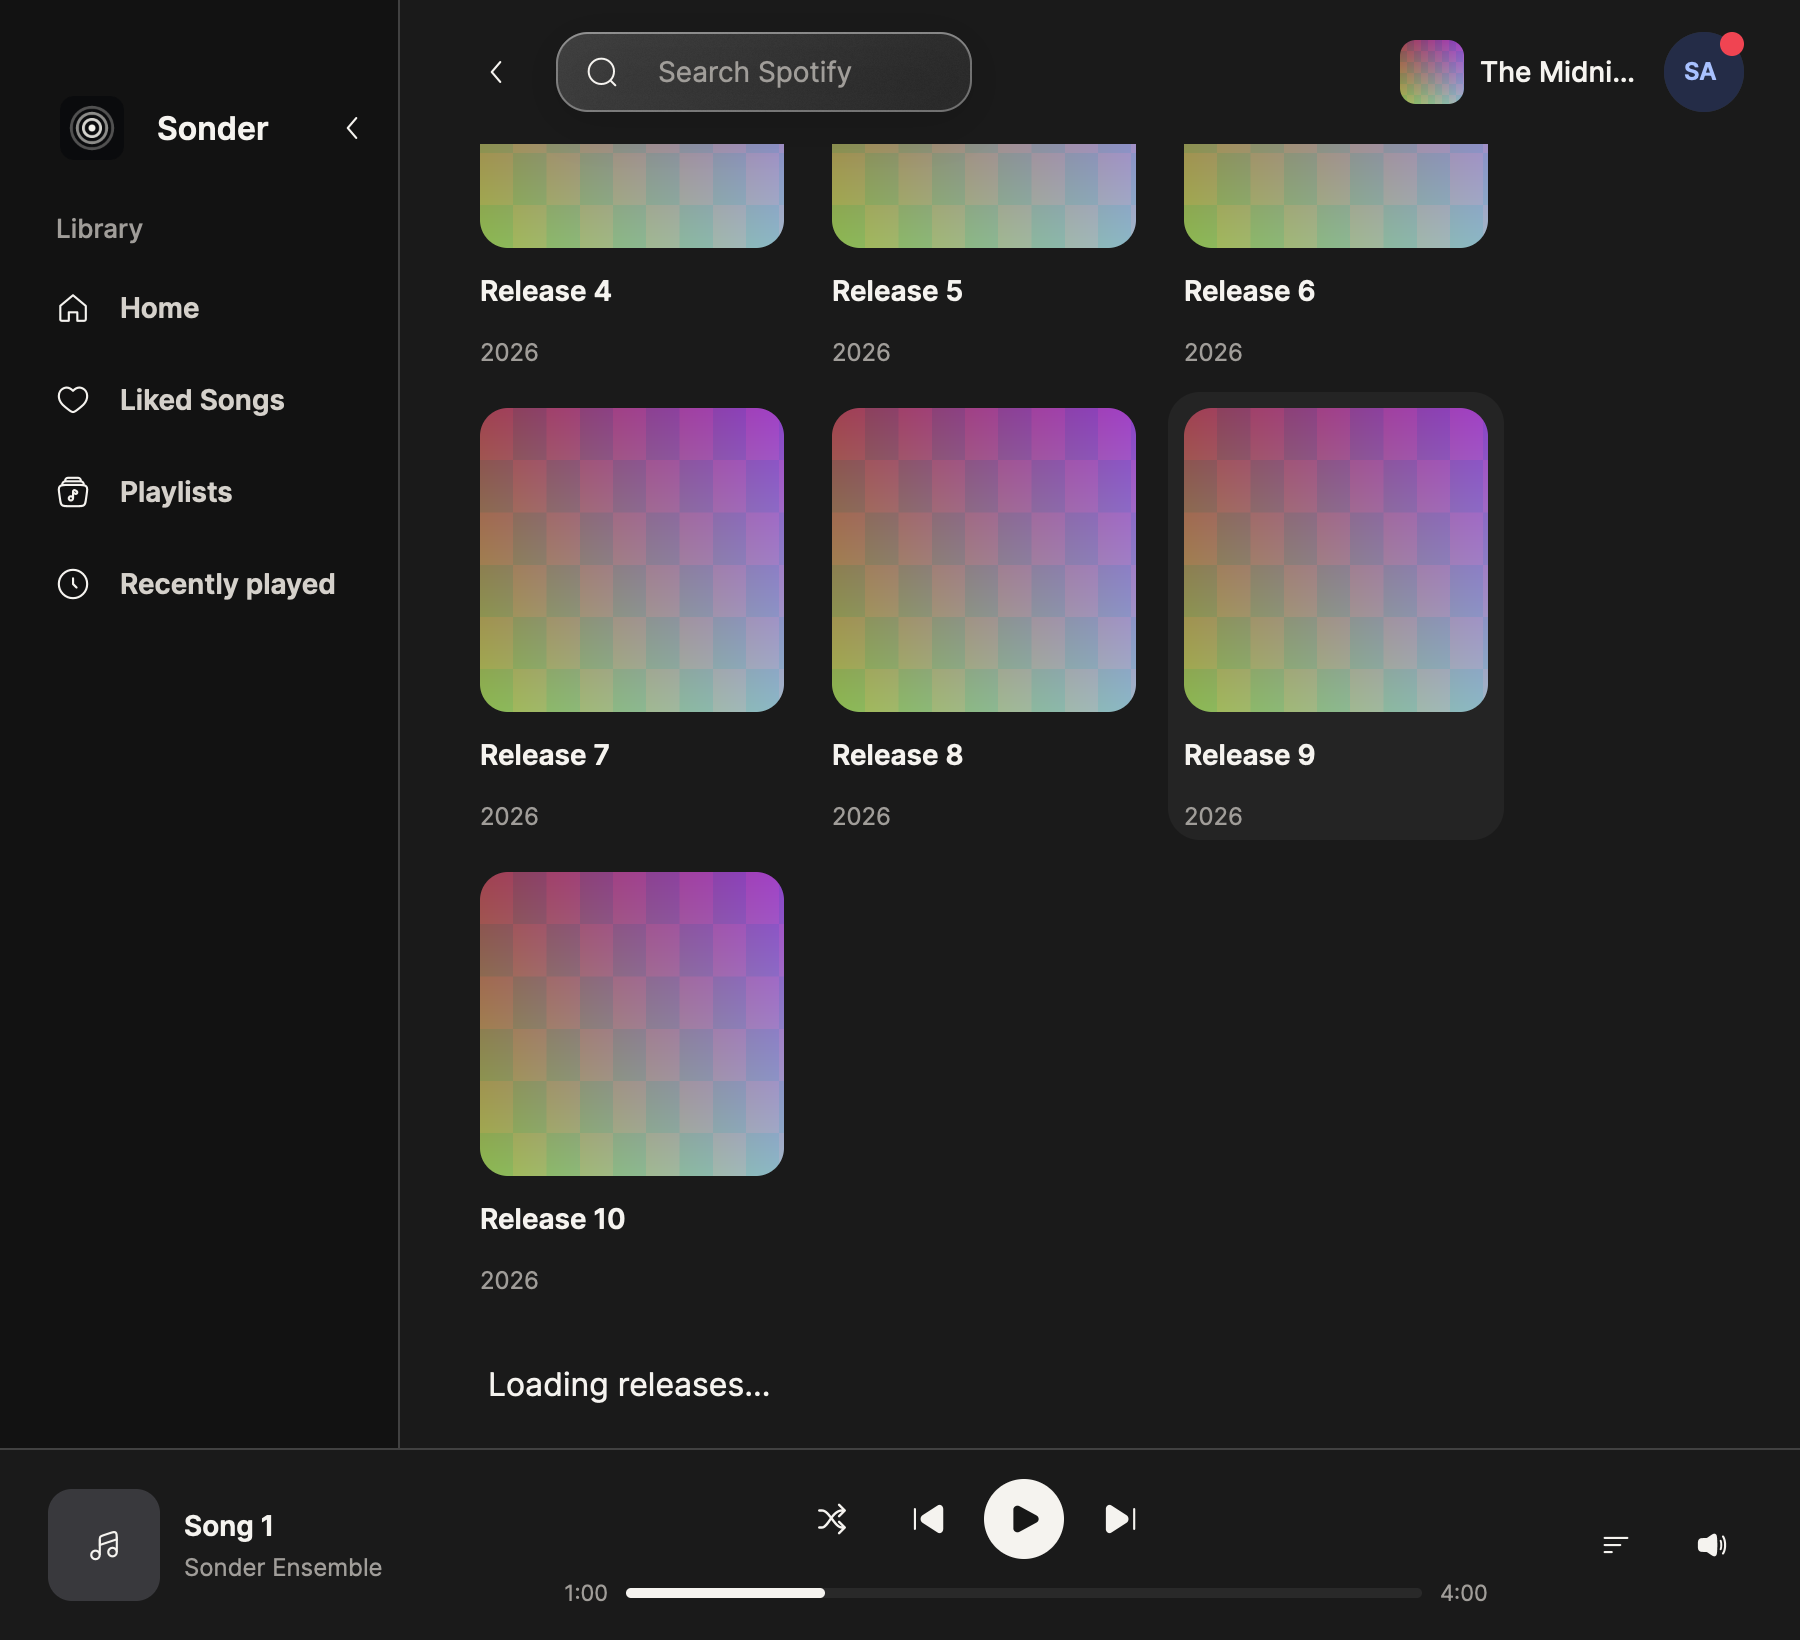 Search Spotify
The Midni...
SA
Sonder
Library
Home
Liked Songs
Playlists
Recently played
Release 4
2026
Release 5
2026
Release 6
2026
Release 7
2026
Release 8
2026
Release 9
2026
Release 10
2026
Loading releases...
Song 1
Sonder Ensemble
1:00
4:00